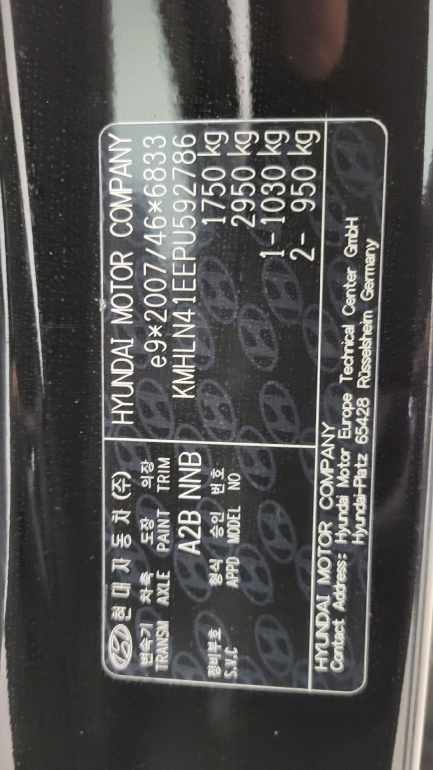 현대자동차(주)
변속기 차축 도장 의장
TRANSM AXLE PAINT TRIM
A2B NNB
정비부호 형식 승인 번호
S.V.C APPD MODEL NO
HYUNDAI MOTOR COMPANY
e9*2007/46*6833
KMHLN41EEPU592786
1750 kg
2950 kg
1-1030 kg
2- 950 kg
HYUNDAI MOTOR COMPANY
Contact Address: Hyundai Motor Europe Technical Center GmbH
Hyundai-Platz 65428 Rüsselsheim Germany